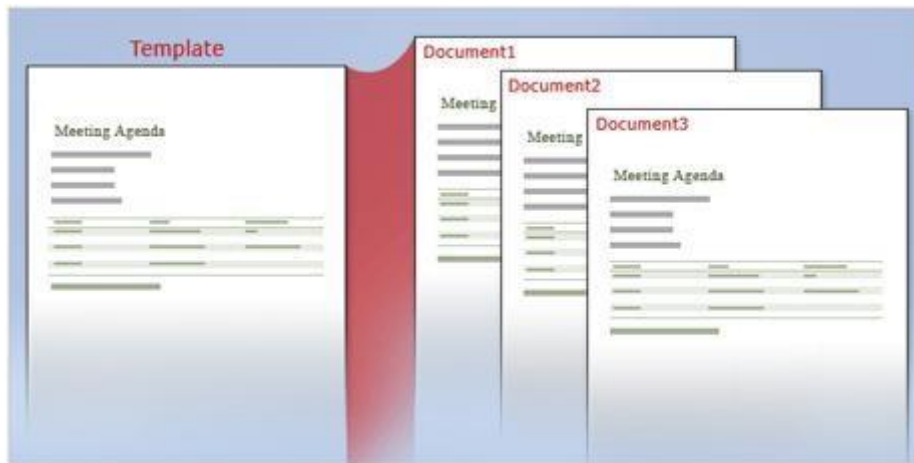 Template
Meeting Agenda
Document1
Meeting
Document2
Meeting
Document3
Meeting Agenda